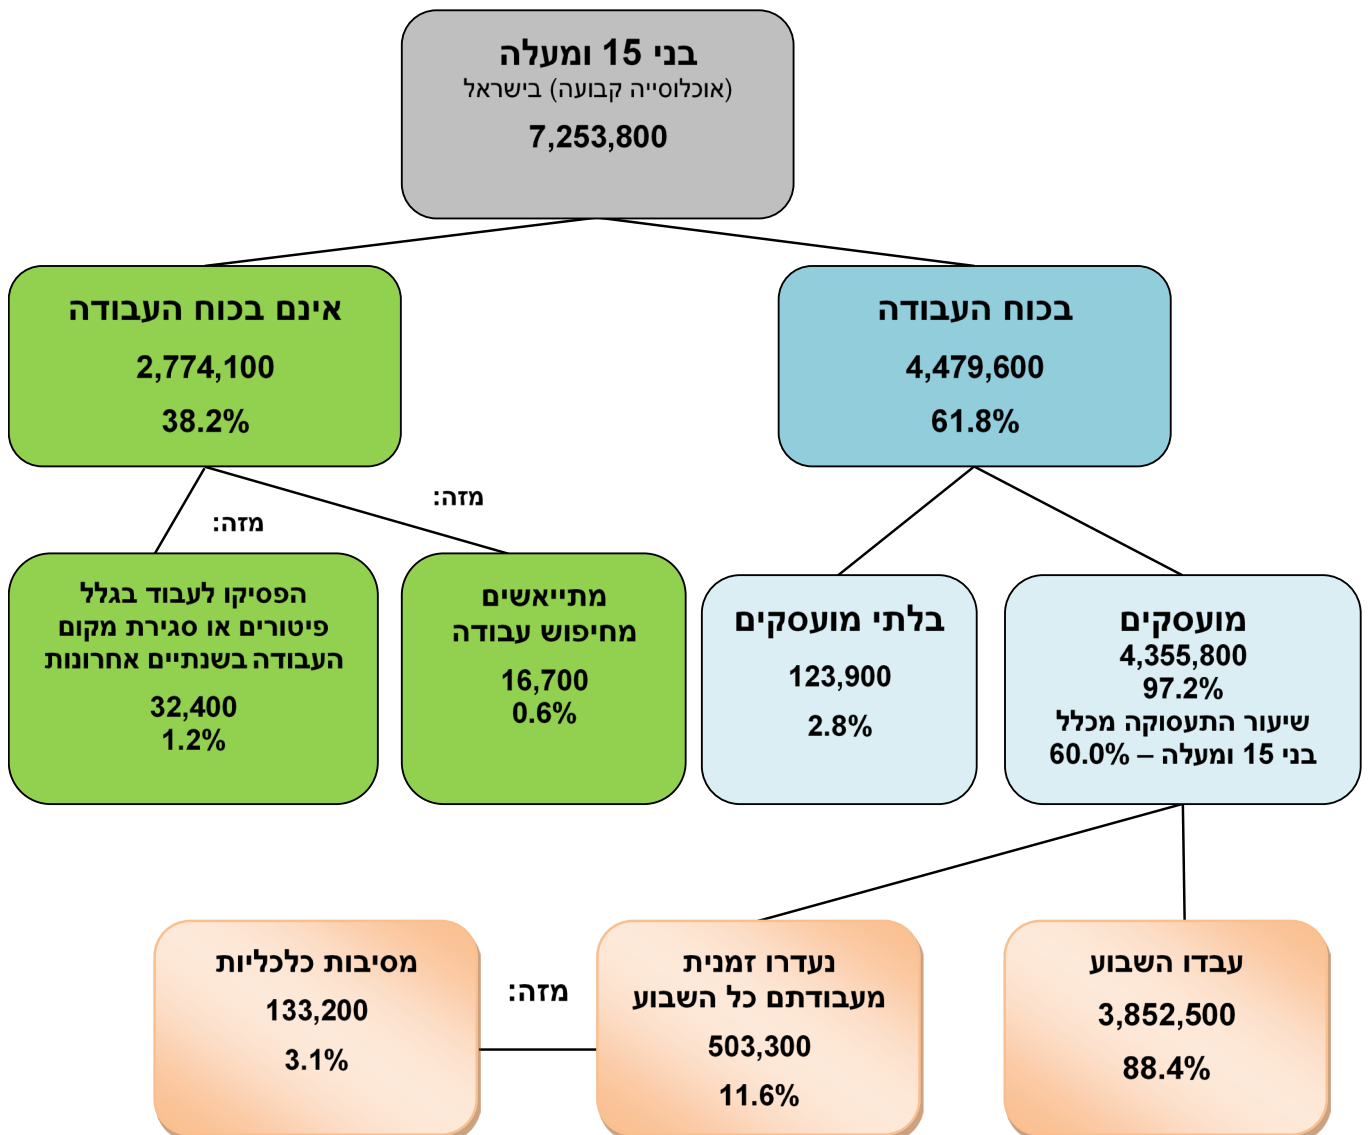 בני 15 ומעלה
(אוכלוסייה קבועה) בישראל
7,253,800
בכוח העבודה
4,479,600
61.8%
אינם בכוח העבודה
2,774,100
38.2%
מזה:
מזה:
מועסקים
4,355,800
97.2%
שיעור התעסוקה מכלל
בני 15 ומעלה – 60.0%
בלתי מועסקים
123,900
2.8%
מתייאשים
מחיפוש עבודה
16,700
0.6%
הפסיקו לעבוד בגלל
פיטורים או סגירת מקום
העבודה בשנתיים אחרונות
32,400
1.2%
עבדו השבוע
3,852,500
88.4%
נעדרו זמנית
מעבודתם כל השבוע
503,300
11.6%
מזה:
מסיבות כלכליות
133,200
3.1%